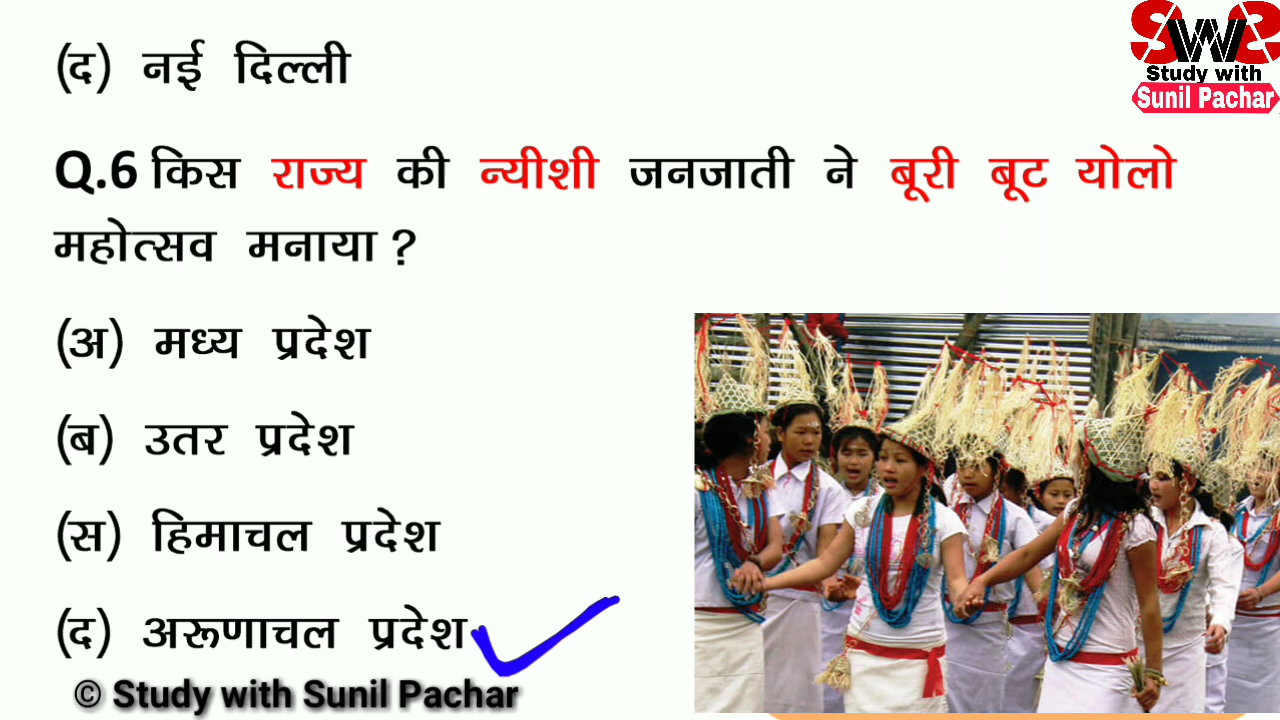 (द) नई दिल्ली
SWS
Study with
Sunil Pachar
Q.6 किस राज्य की न्यीशी जनजाती ने बूरी बूट योलो
महोत्सव मनाया ?
(अ) मध्य प्रदेश
(ब) उतर प्रदेश
(स) हिमाचल प्रदेश
(द) अरूणाचल प्रदेश
© Study with Sunil Pachar